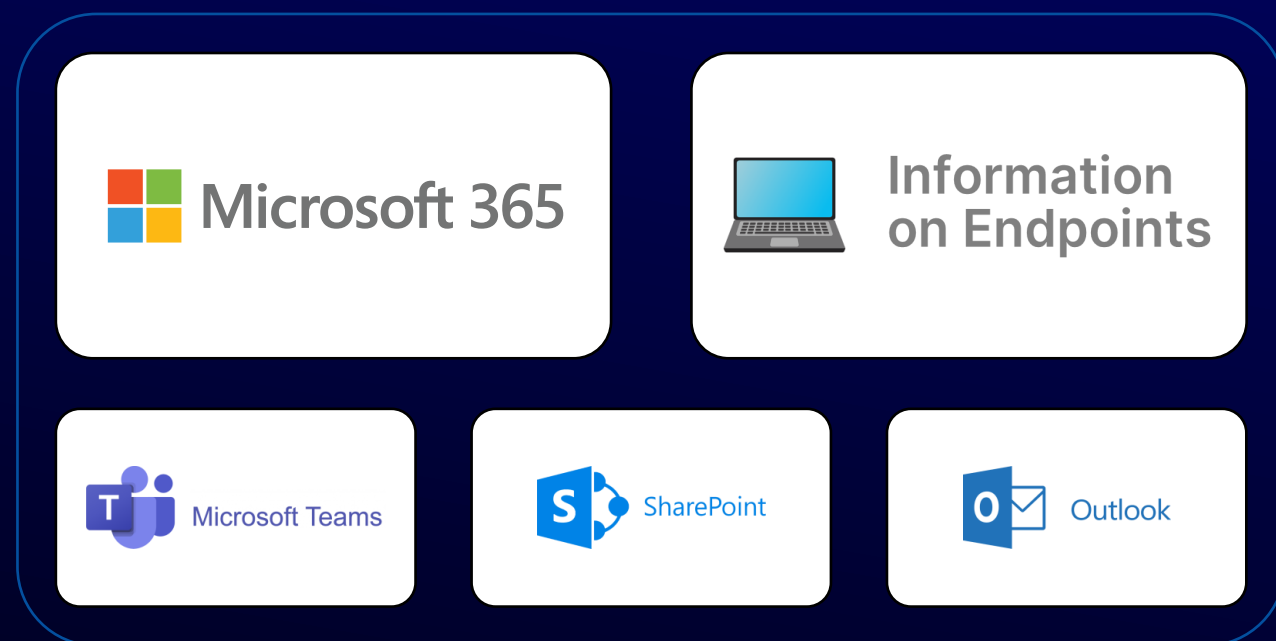 Microsoft 365
Information
on Endpoints
T Microsoft Teams
S SharePoint
O Outlook